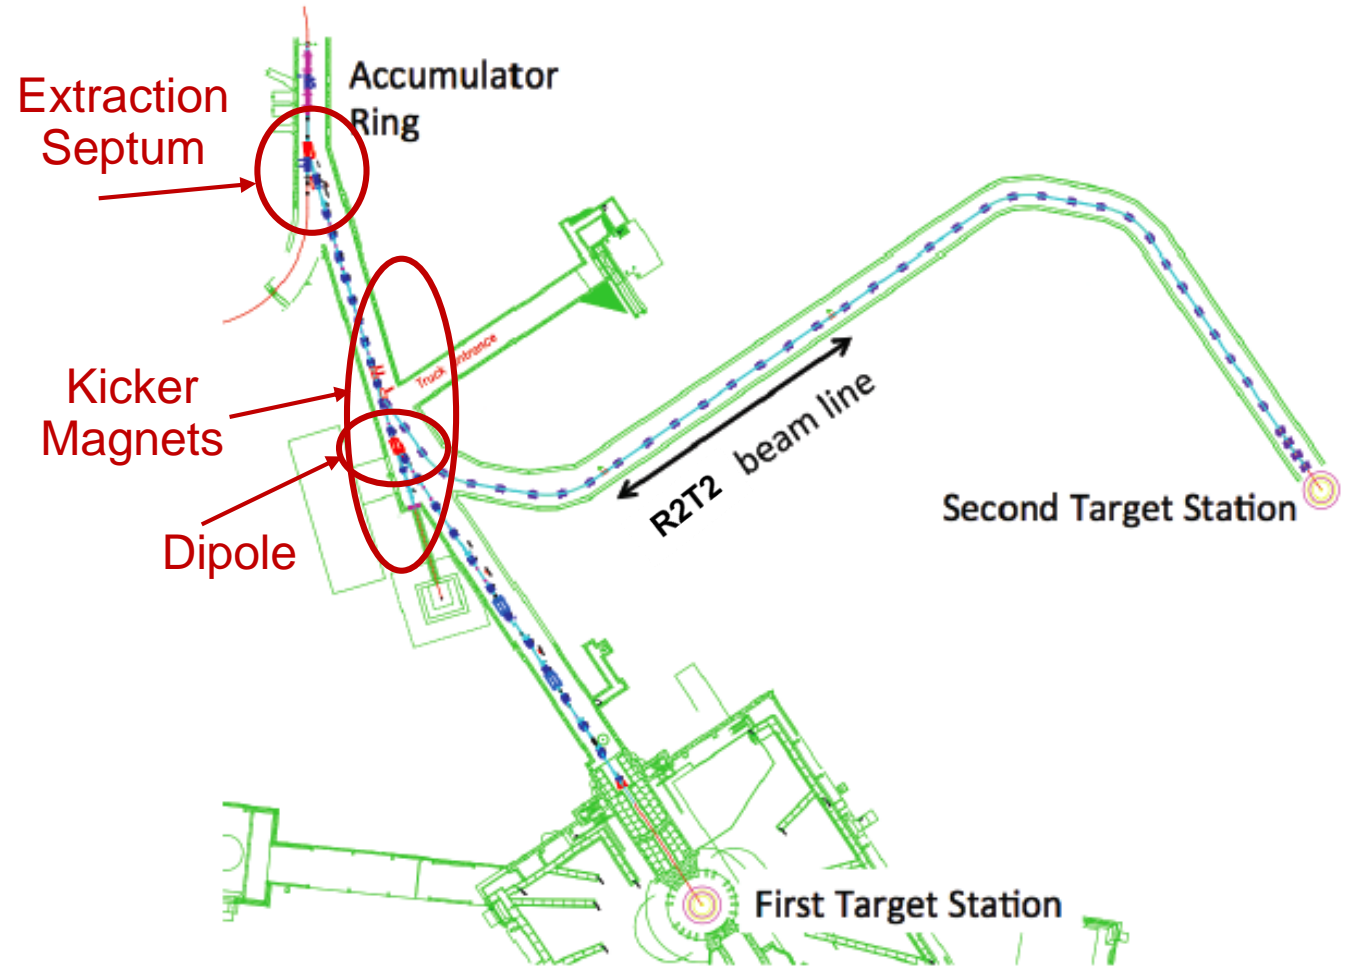 Extraction
Septum
Accumulator
Ring
Truck Entrance
Kicker
Magnets
Dipole
R2T2 beam line
Second Target Station
First Target Station